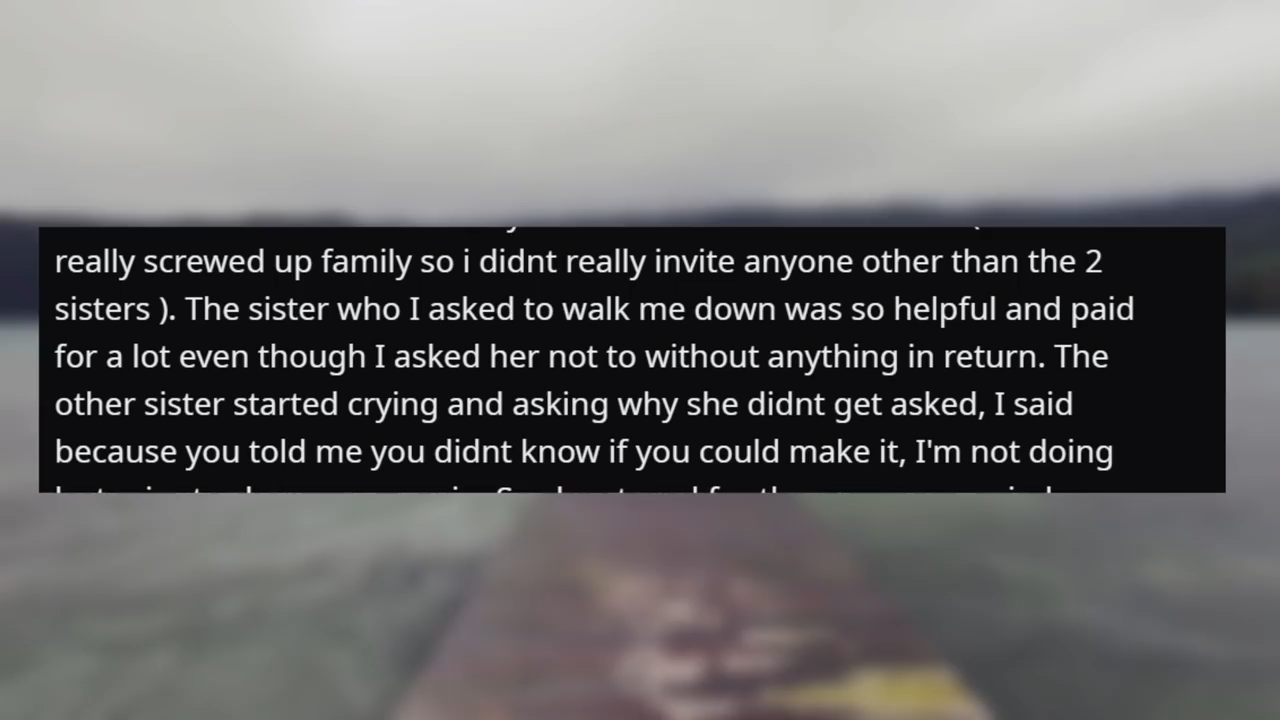 really screwed up family so i didnt really invite anyone other than the 2
sisters ). The sister who I asked to walk me down was so helpful and paid
for a lot even though I asked her not to without anything in return. The
other sister started crying and asking why she didnt get asked, I said
because you told me you didnt know if you could make it, I'm not doing